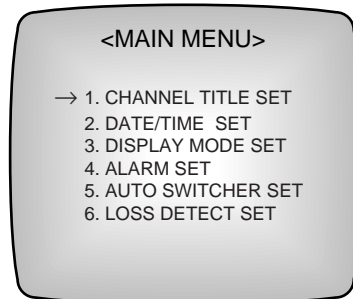 <MAIN MENU>
→ 1. CHANNEL TITLE SET
2. DATE/TIME  SET
3. DISPLAY MODE SET
4. ALARM SET
5. AUTO SWITCHER SET
6. LOSS DETECT SET